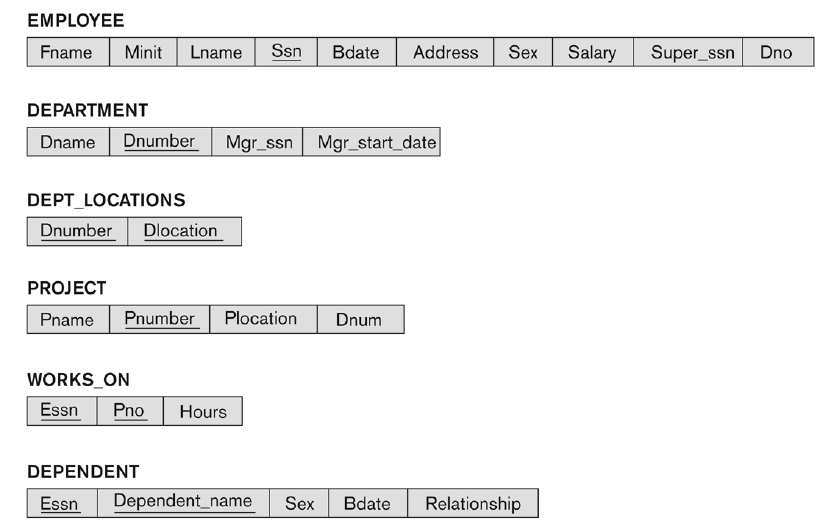 EMPLOYEE
Fname Minit Lname Ssn Bdate Address Sex Salary Super_ssn Dno
DEPARTMENT
Dname Dnumber Mgr_ssn Mgr_start_date
DEPT_LOCATIONS
Dnumber Dlocation
PROJECT
Pname Pnumber Plocation Dnum
WORKS_ON
Essn Pno Hours
DEPENDENT
Essn Dependent_name Sex Bdate Relationship